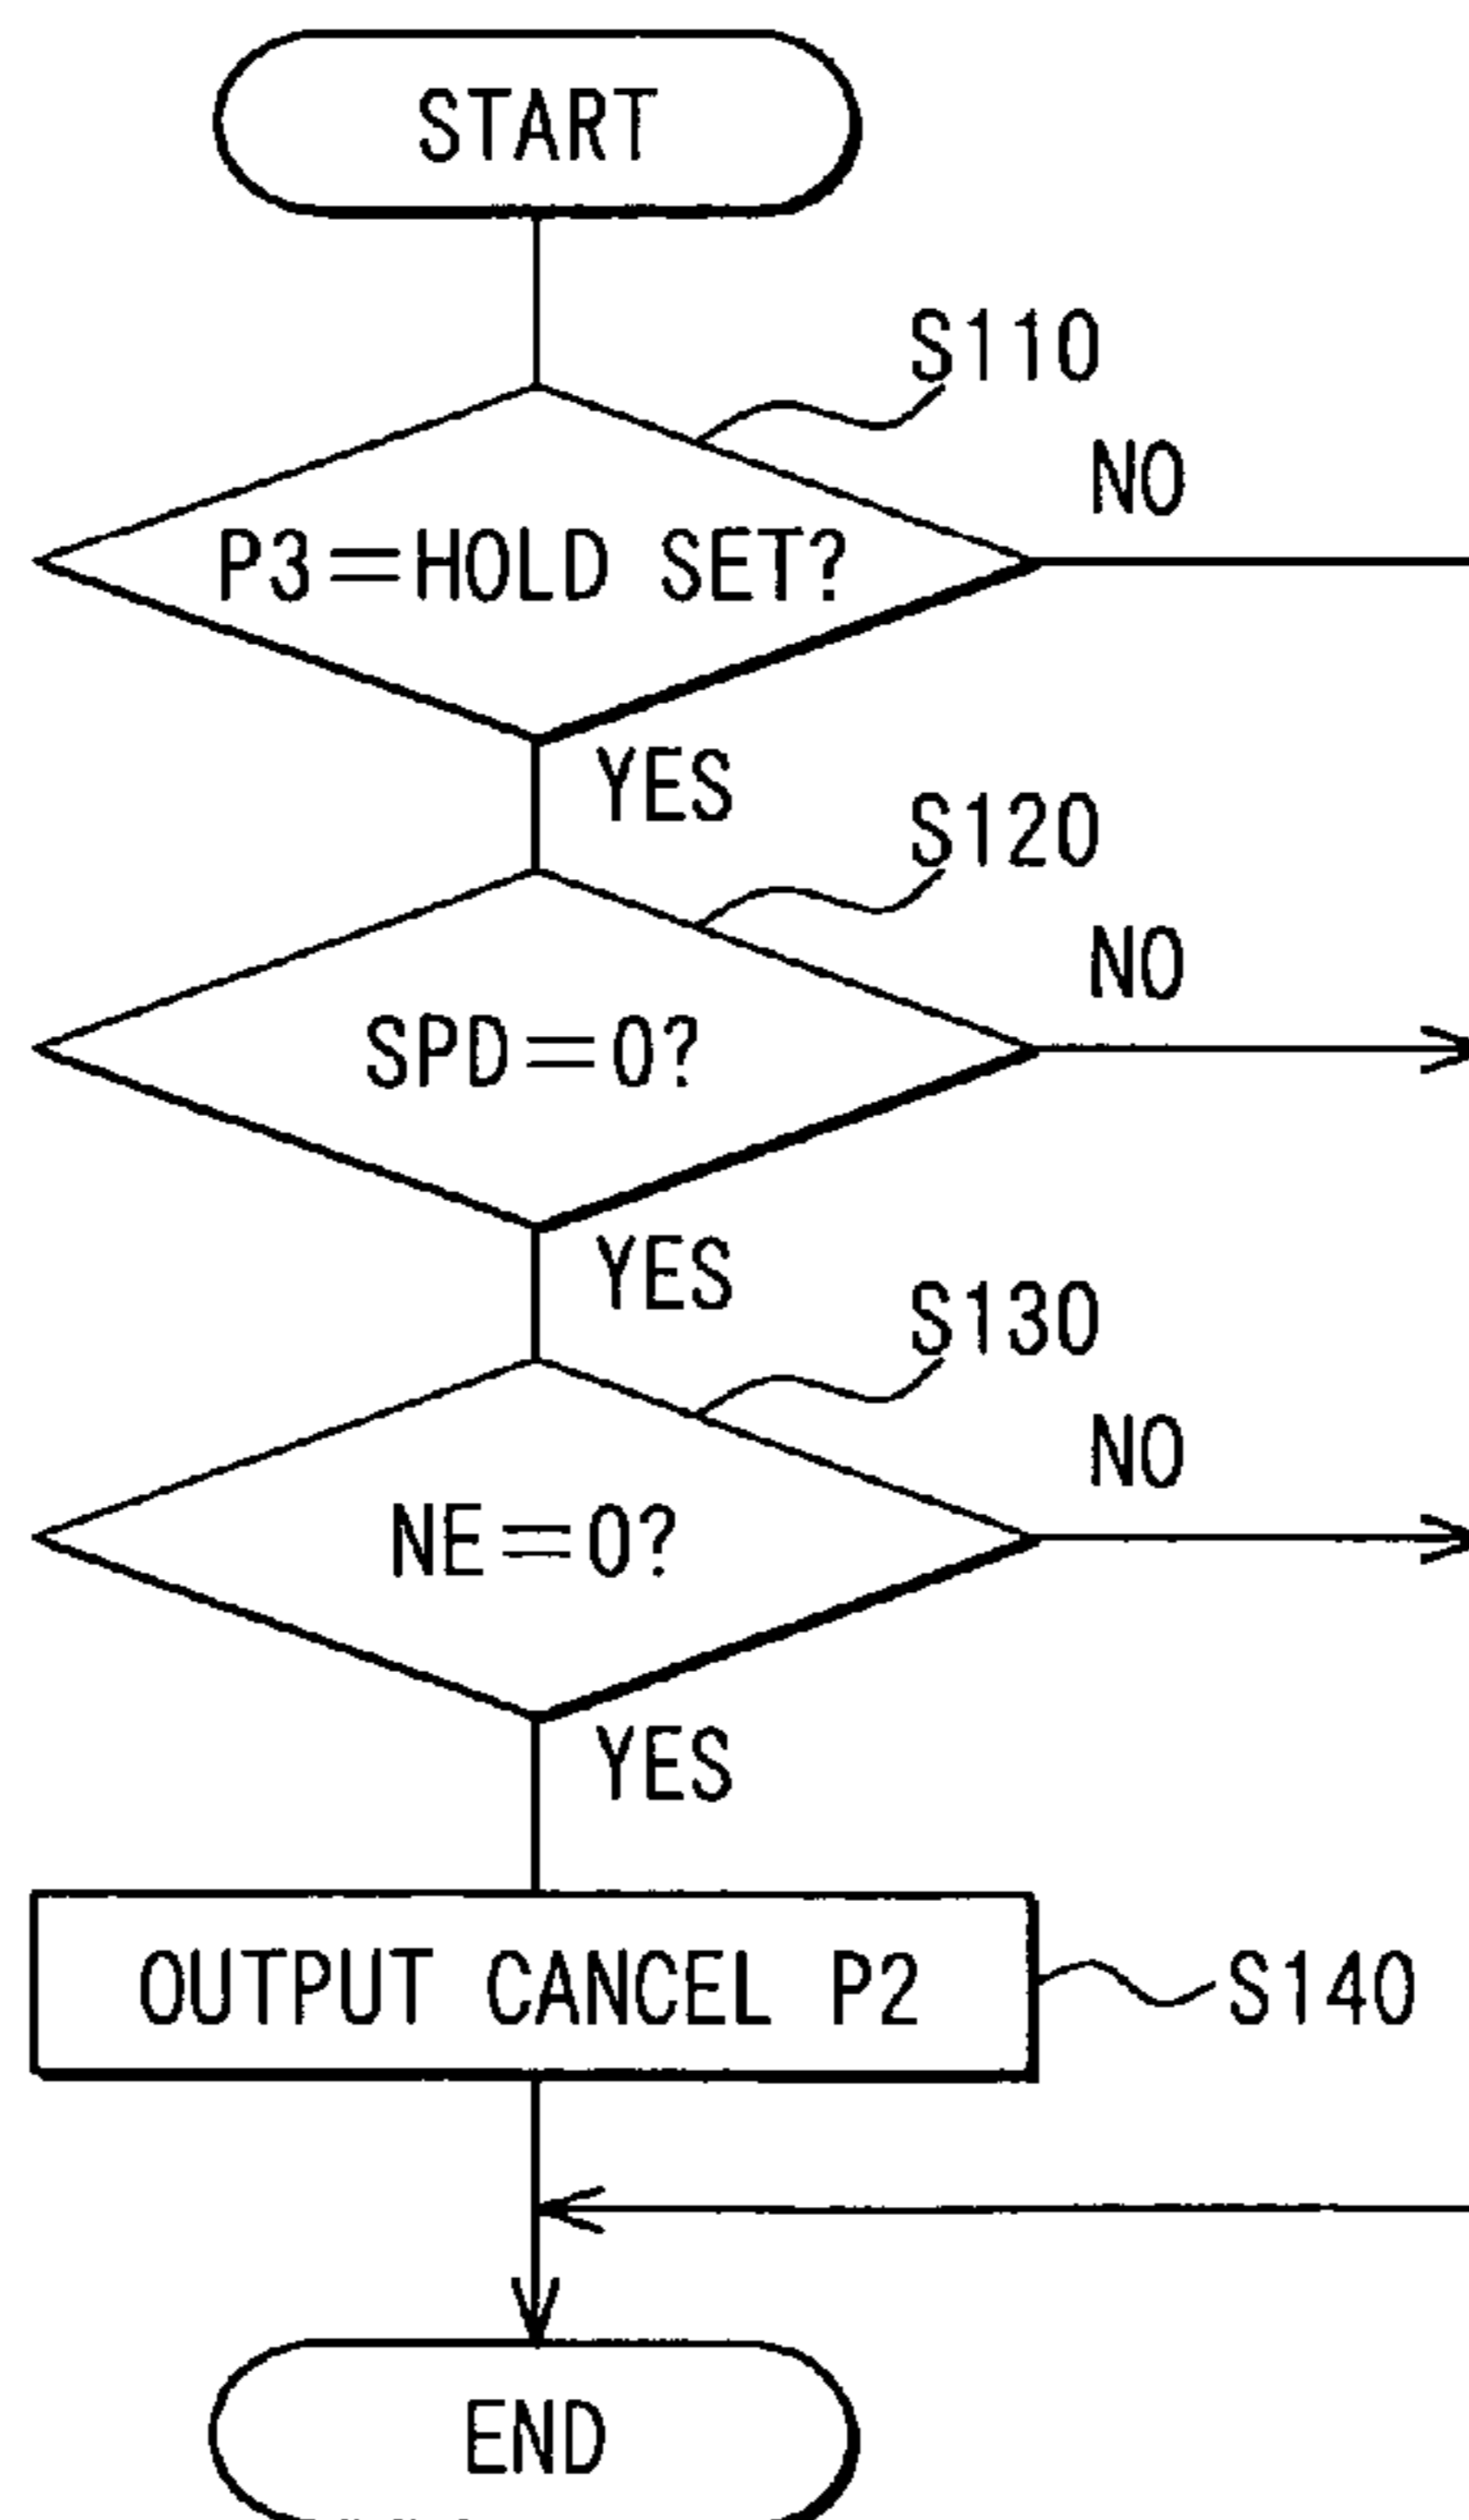 START
S110
NO
P3=HOLD SET?
YES
S120
NO
SPD=0?
YES
S130
NO
NE=0?
YES
OUTPUT CANCEL P2
S140
END